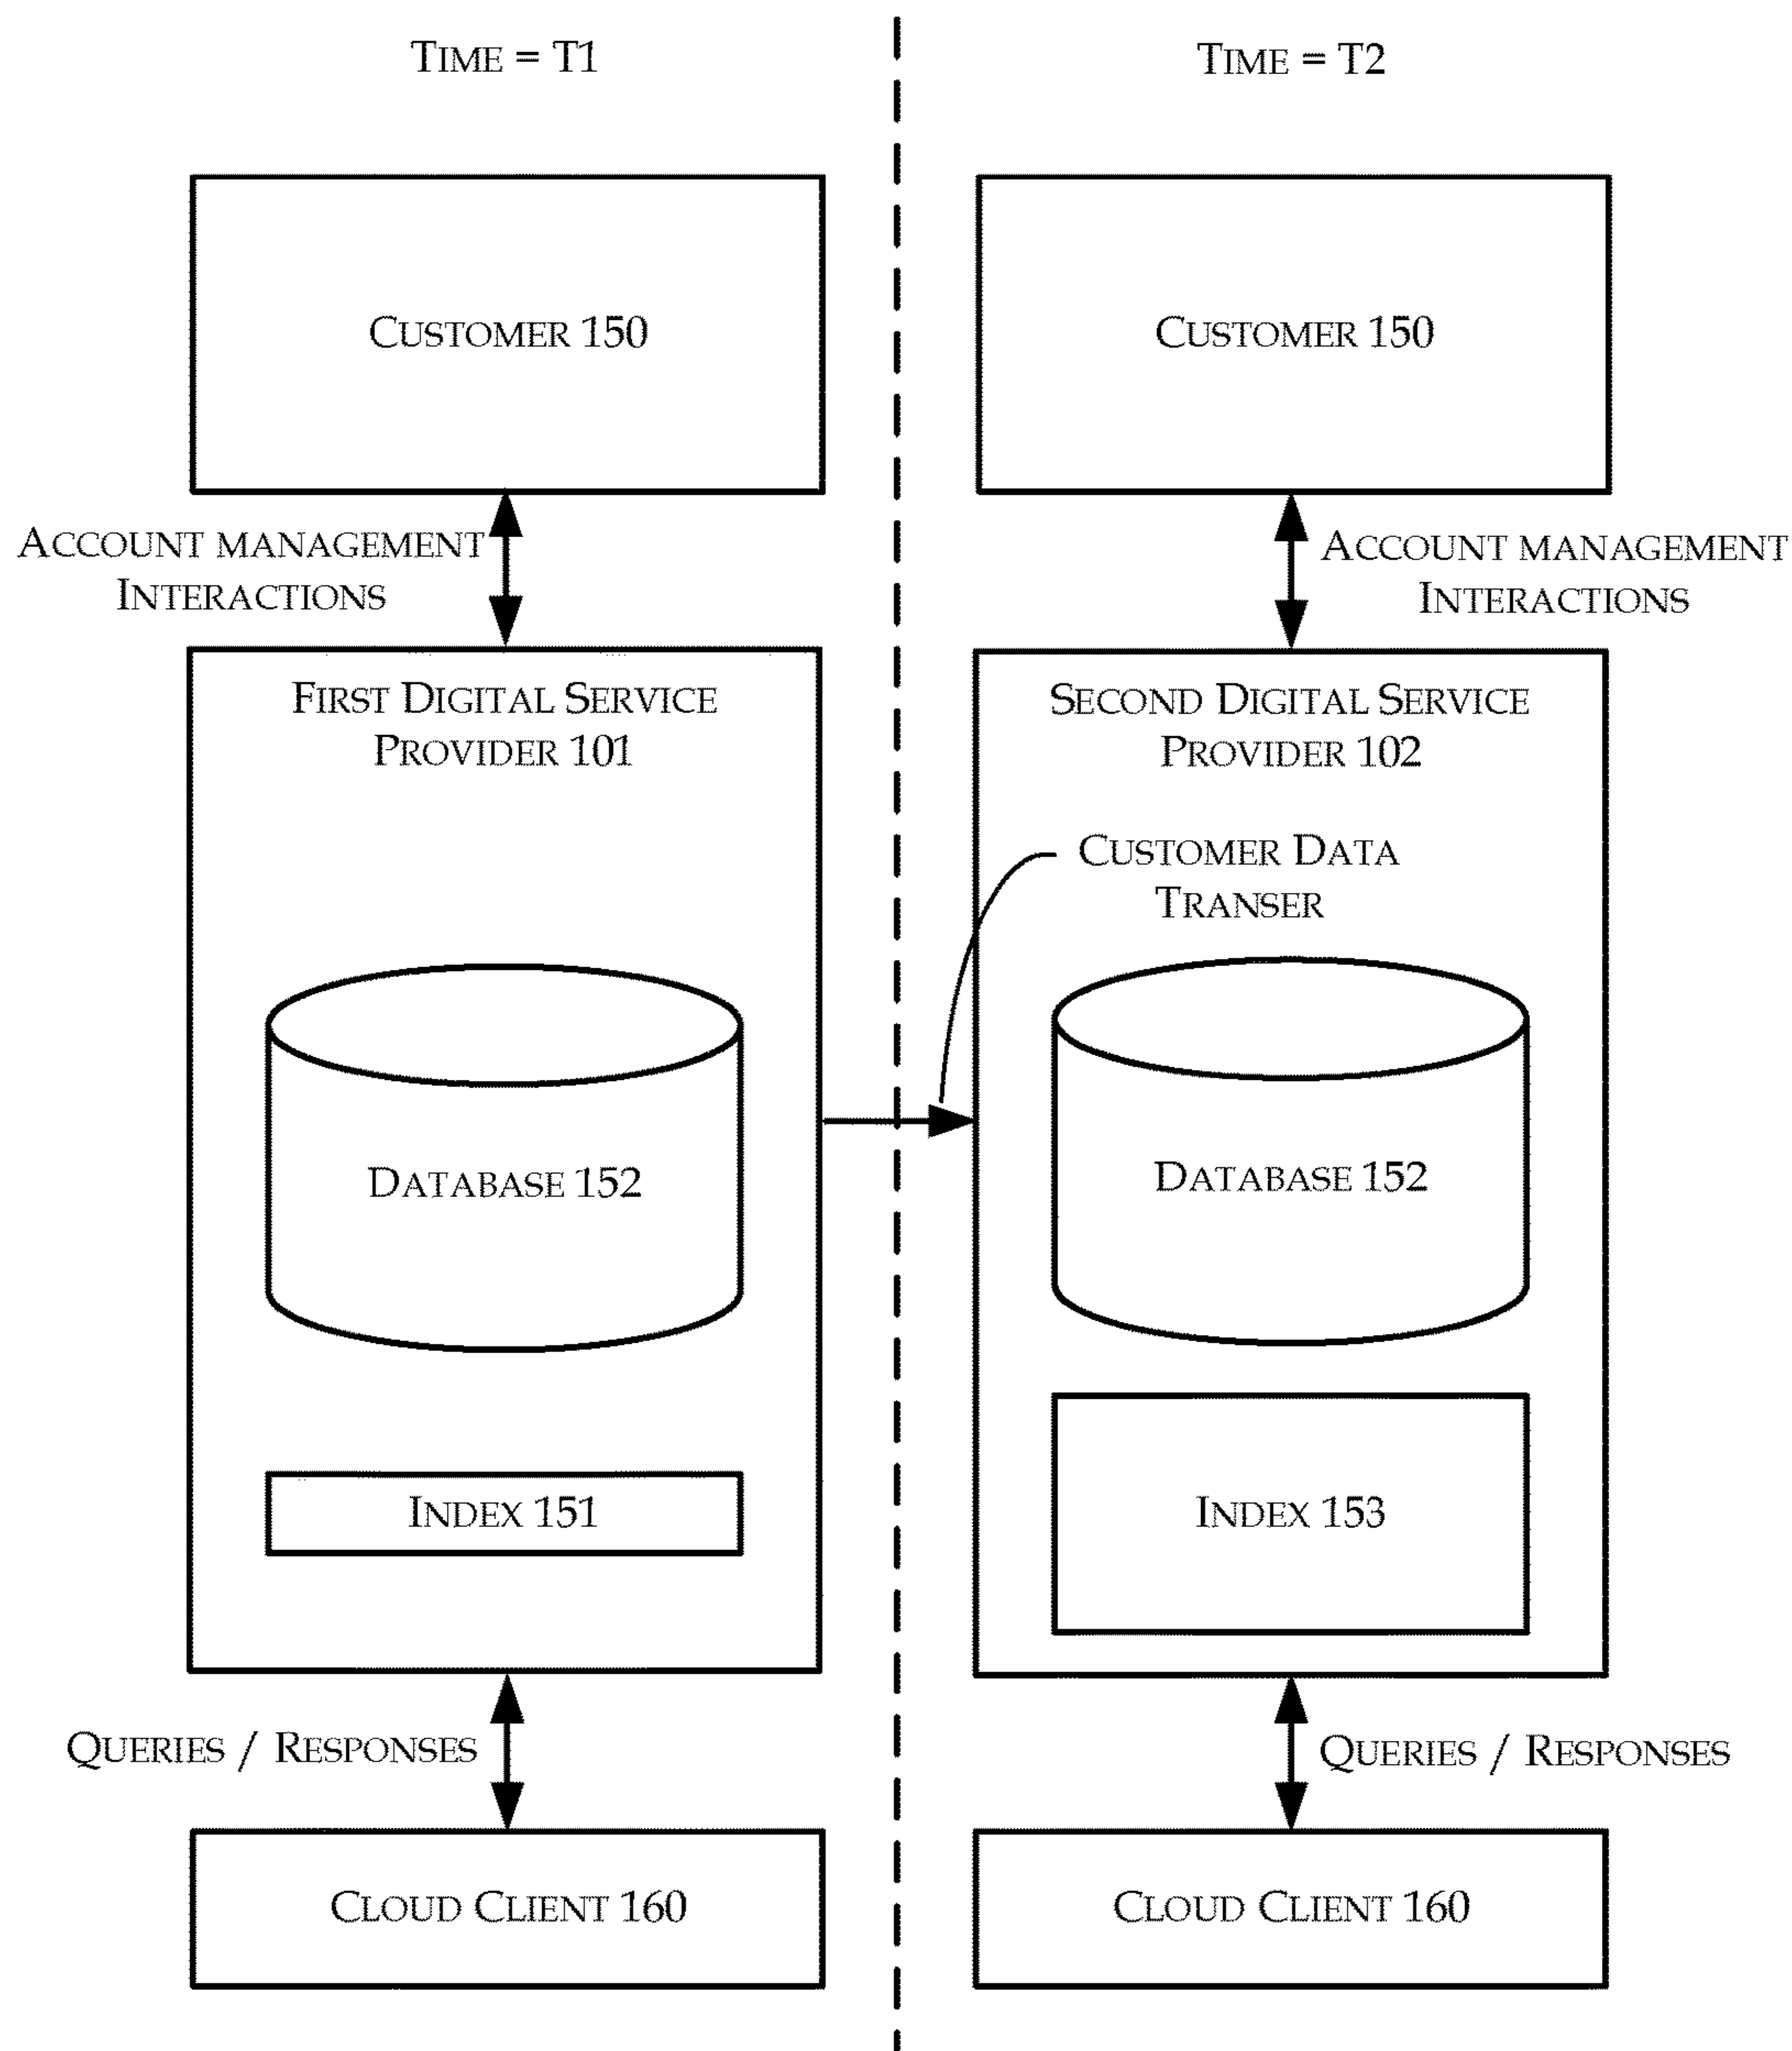 TIME = T1
CUSTOMER 150
ACCOUNT MANAGEMENT
INTERACTIONS
FIRST DIGITAL SERVICE
PROVIDER 101
DATABASE 152
INDEX 151
QUERIES / RESPONSES
CLOUD CLIENT 160
TIME = T2
CUSTOMER 150
ACCOUNT MANAGEMENT
INTERACTIONS
SECOND DIGITAL SERVICE
PROVIDER 102
CUSTOMER DATA
TRANSER
DATABASE 152
INDEX 153
QUERIES / RESPONSES
CLOUD CLIENT 160